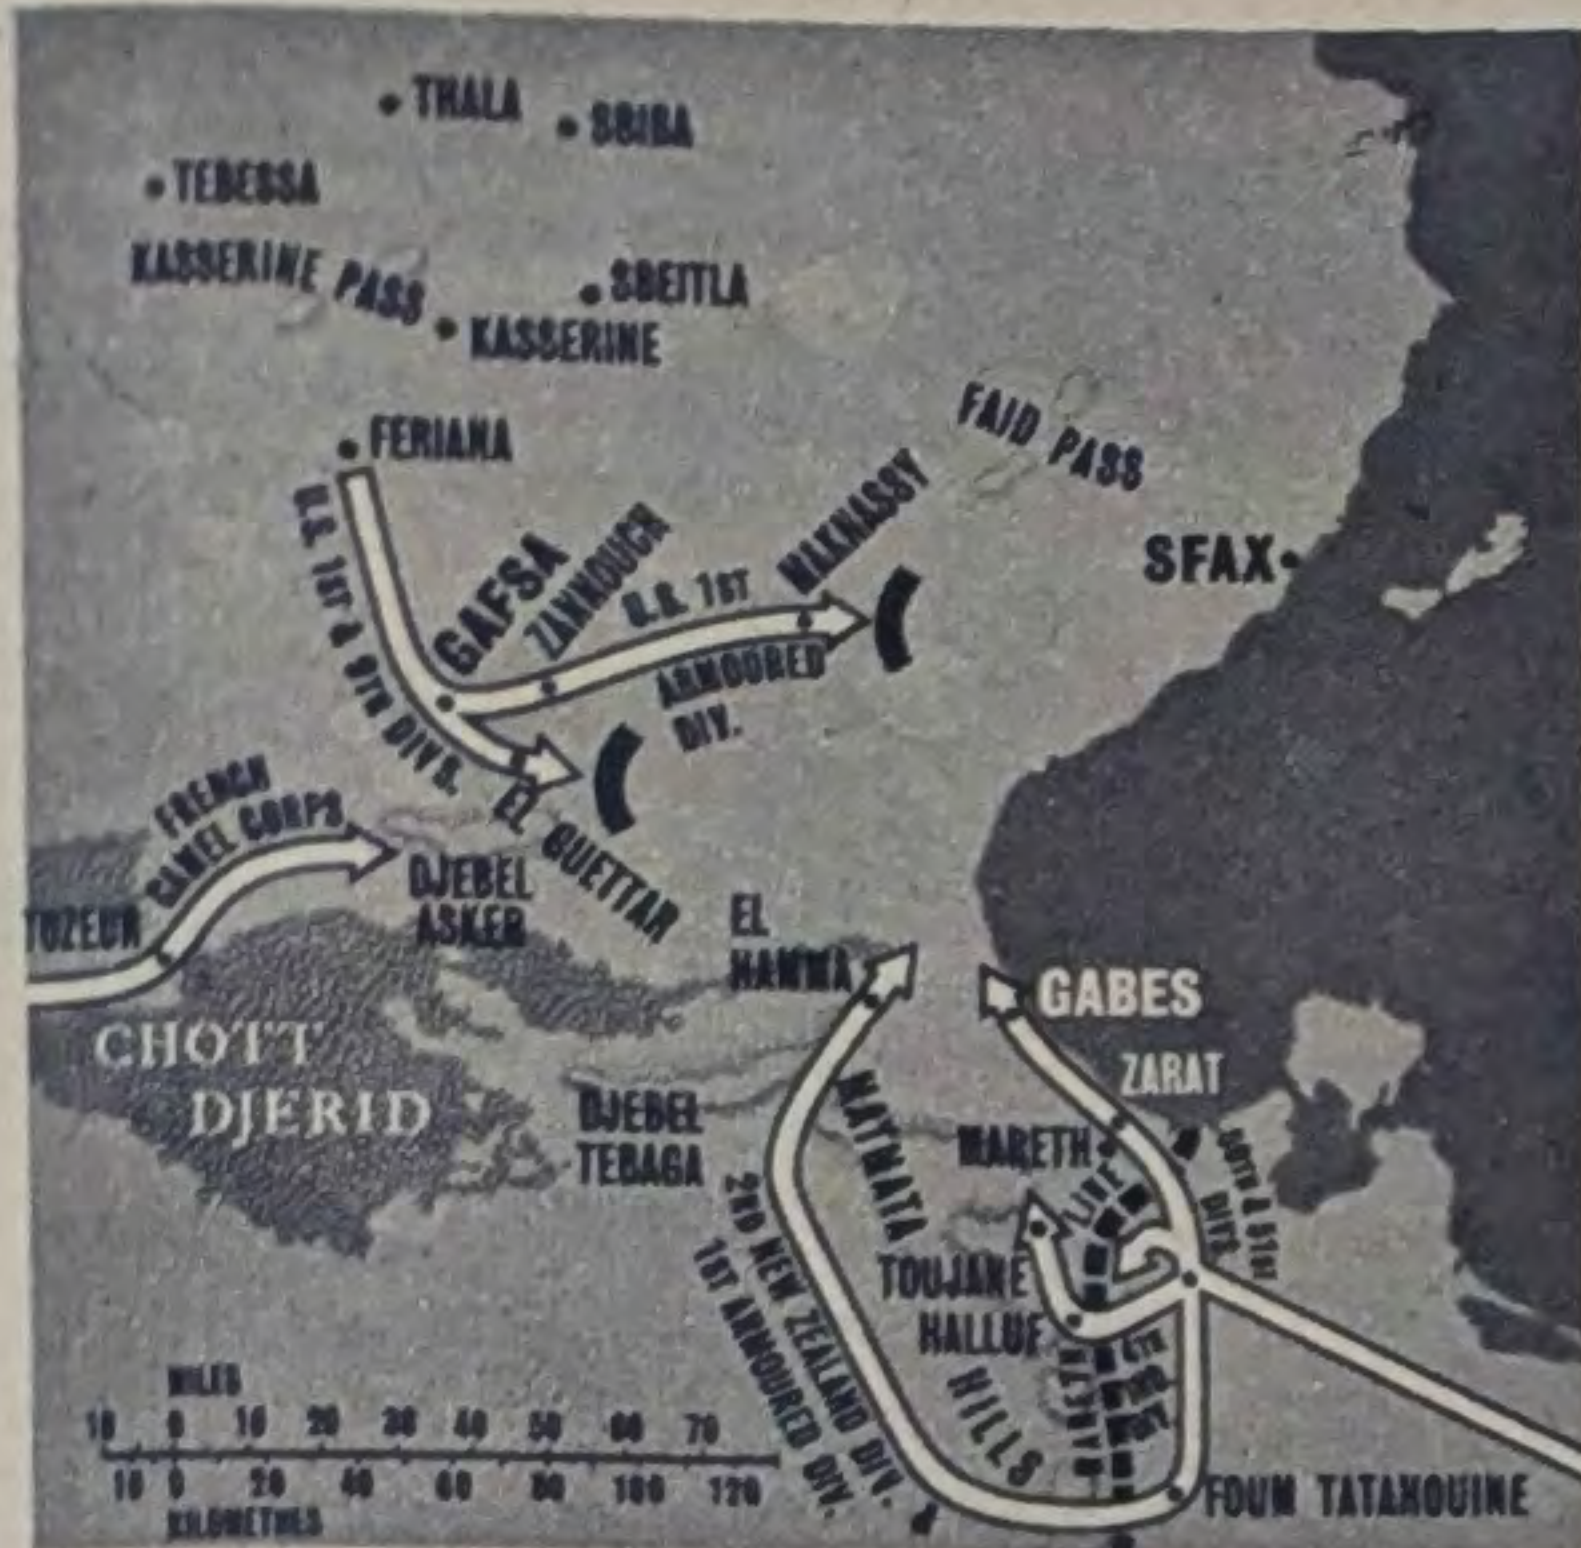 THALA
SBIBA
TEBESSA
KASSERINE PASS
SBEITLA
KASSERINE
FERIANA
FAID PASS
U.S. 1ST & 9TH DIVS.
GAFSA
ZANNOUCH
U.S. 1ST
ARMOURED
DIV.
MAKNASSY
SFAX
FRENCH
CAMEL CORPS
TOZEUR
DJEBEL
ASKER
EL GUETTAR
EL
HAMMA
GABES
ZARAT
CHOTT
DJERID
DJEBEL
TEBAGA
MATMATA
HILLS
MARETH
LINE
DIVS.
TOUJANE
HALLUF
2ND NEW ZEALAND DIV.
1ST ARMOURED DIV.
FOUM TATAHOUINE
MILES
10 0 10 20 30 40 50 60 70
10 0 20 40 60 80 100 120
KILOMETRES